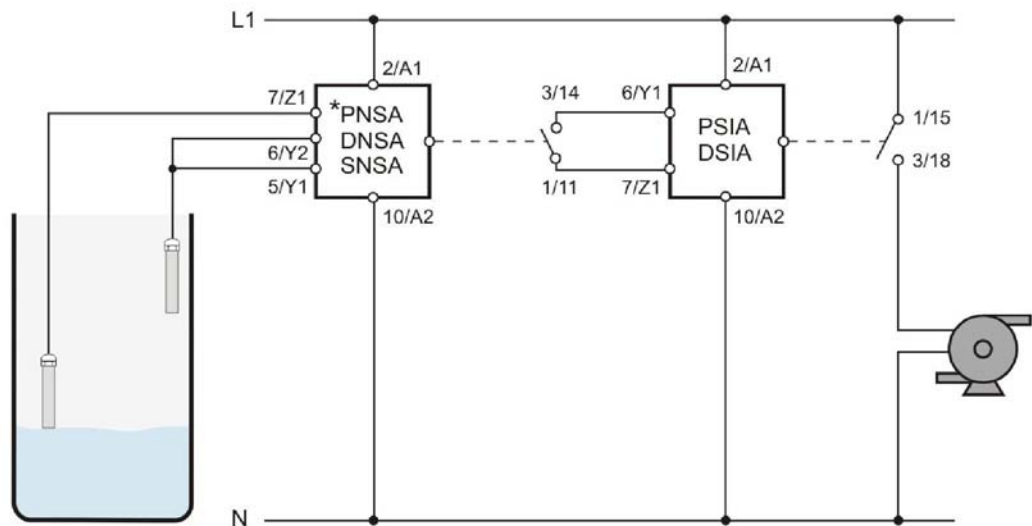 L1
2/A1
2/A1
7/Z1
3/14
6/Y1
*PNSA
DNSA
SNSA
PSIA
DSIA
1/15
6/Y2
3/18
5/Y1
1/11
7/Z1
10/A2
10/A2
N